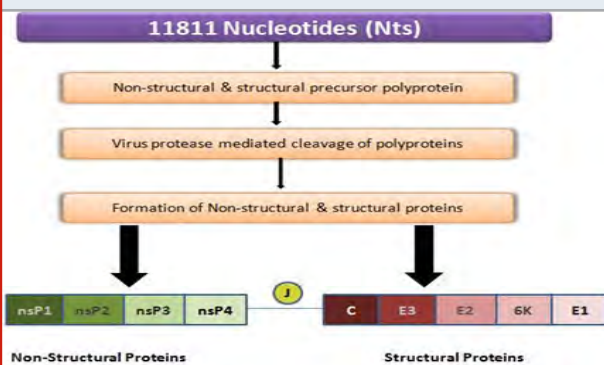 11811 Nucleotides (Nts)
Non-structural & structural precursor polyprotein
Virus protease mediated cleavage of polyproteins
Formation of Non-structural & structural proteins
nsP1 nsP2 nsP3 nsP4 J C E3 E2 6K E1
Non-Structural Proteins Structural Proteins